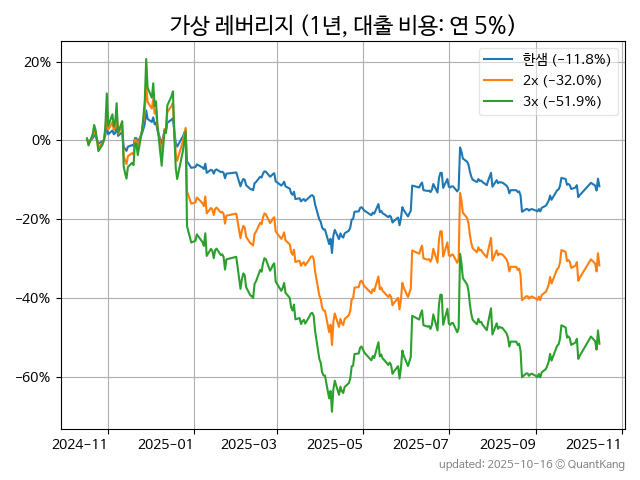 가상 레버리지 (1년, 대출 비용: 연 5%)
한샘 (−11.8%)
2x (−32.0%)
3x (−51.9%)
20%
0%
−20%
−40%
−60%
2024-11 2025-01 2025-03 2025-05 2025-07 2025-09 2025-11
updated: 2025-10-16 © QuantKang